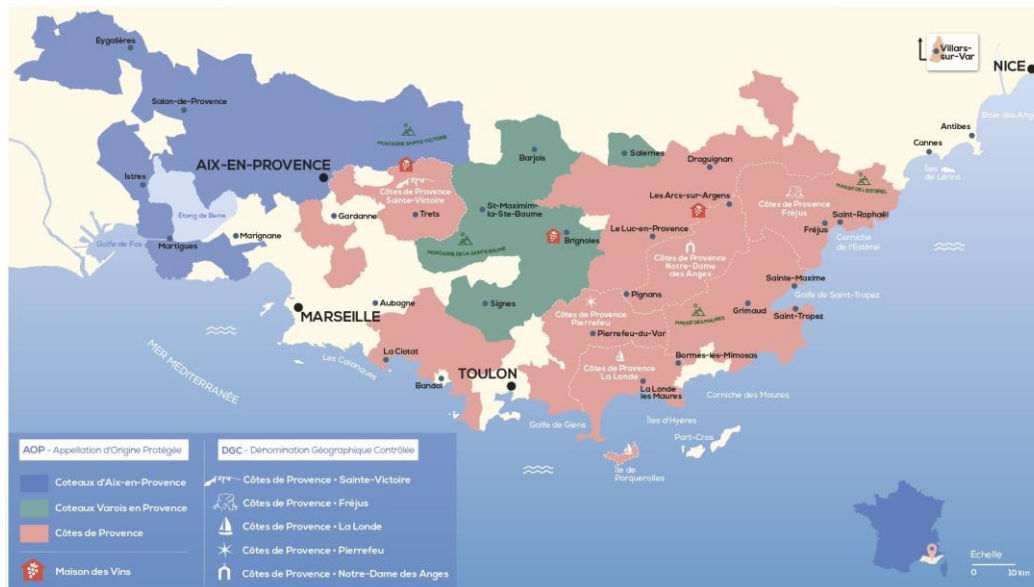 Eygalières
Villars-
sur-Var
NICE
Salon-de-Provence
Antibes
Baie des Anges
MONTAGNE SAINTE-VICTOIRE
Barjols
Salernes
Cannes
Îles
de Lérins
Draguignan
AIX-EN-PROVENCE
Istres
Côtes de Provence
Sainte-Victoire
Les Arcs-sur-Argens
MASSIF DE L'ESTEREL
Étang de Berre
Gardanne
Trets
St-Maximim-
la-Ste-Baume
Côtes de Provence
Fréjus
Saint-Raphaël
Fréjus
Marignane
Golfe de Fos
Martigues
Brignoles
Le Luc-en-Provence
Corniche
de l'Estérel
MONTAGNE DE LA SAINTE BAUME
Côtes de Provence
Notre-Dame
des Anges
Sainte-Maxime
Pignans
Golfe de Saint-Tropez
MARSEILLE
Aubagne
Signes
Côtes de Provence
Pierrefeu
MASSIF DES MAURES
Grimaud
Saint-Tropez
Pierrefeu-du-Var
MER MÉDITERRANÉE
Les Calanques
La Ciotat
Bormes-les-Mimosas
Côtes de Provence
La Londe
TOULON
Bandol
La Londe
les Maures
Corniche des Maures
Golfe de Giens
Îles d'Hyères
Port-Cros
Île de
Porquerolles
AOP - Appellation d'Origine Protégée
Coteaux d'Aix-en-Provence
Coteaux Varois en Provence
Côtes de Provence
Maison des Vins
DGC - Dénomination Géographique Contrôlée
Côtes de Provence • Sainte-Victoire
Côtes de Provence • Fréjus
Côtes de Provence • La Londe
Côtes de Provence • Pierrefeu
Côtes de Provence • Notre-Dame des Anges
Échelle
0 10 km